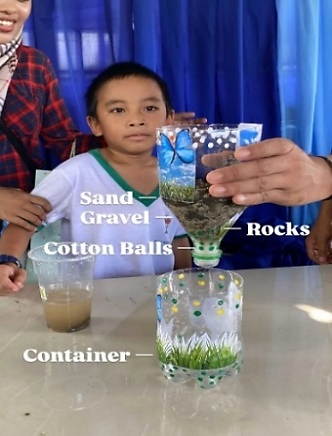 Sand
Gravel
Rocks
Cotton Balls
Container